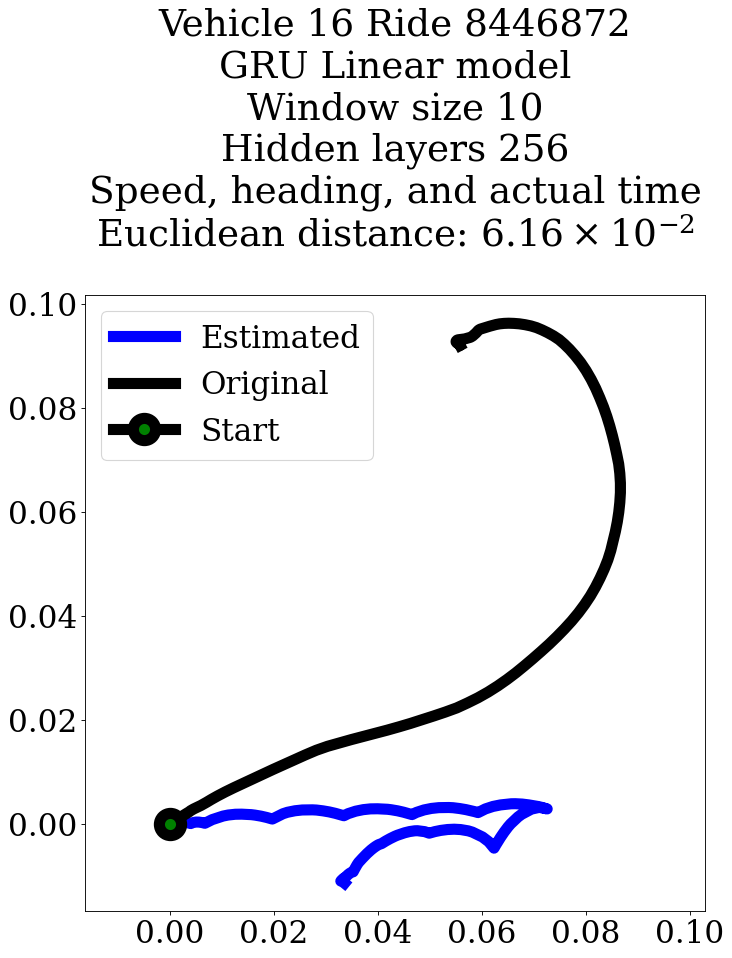 Vehicle 16 Ride 8446872
GRU Linear model
Window size 10
Hidden layers 256
Speed, heading, and actual time
Euclidean distance: 6.16 × 10⁻²
Estimated
Original
Start
0.10
0.08
0.06
0.04
0.02
0.00
0.00 0.02 0.04 0.06 0.08 0.10